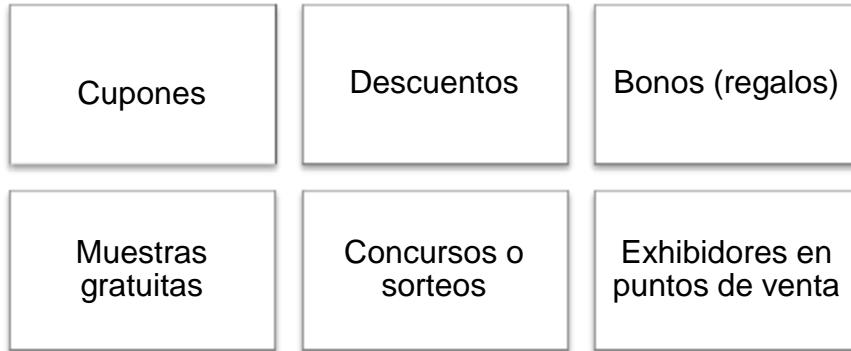 Cupones
Descuentos
Bonos (regalos)
Muestras
gratuitas
Concursos o
sorteos
Exhibidores en
puntos de venta